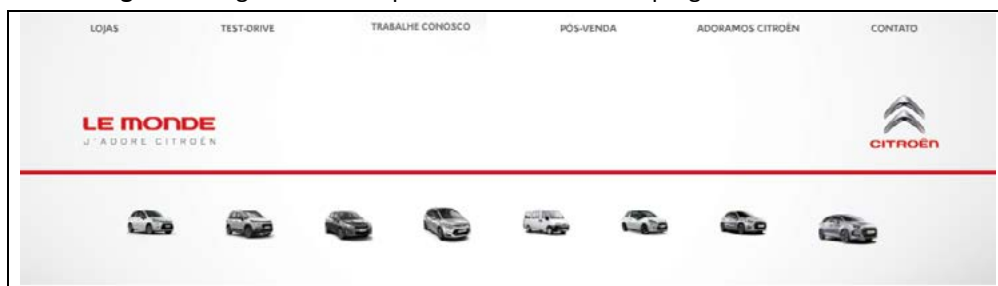 LOJAS TEST-DRIVE TRABALHE CONOSCO PÓS-VENDA ADORAMOS CITROËN CONTATO
LE MONDE
J'ADORE CITROËN
CITROËN